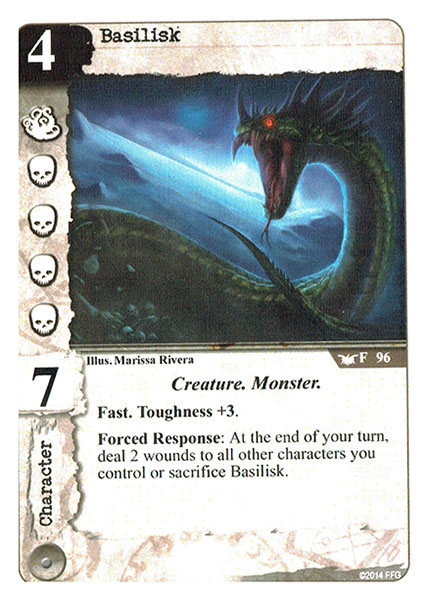 4
Basilisk
Illus. Marissa Rivera
F 96
7
Creature. Monster.
Fast. Toughness +3.
Forced Response: At the end of your turn,
deal 2 wounds to all other characters you
control or sacrifice Basilisk.
Character
©2014 FFG